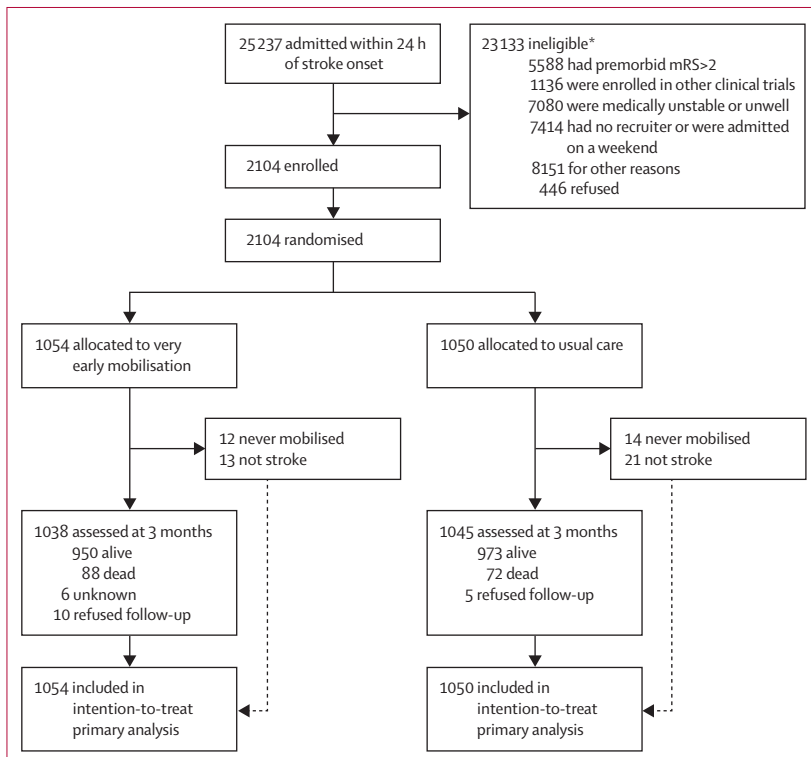 25 237 admitted within 24 h
of stroke onset
23 133 ineligible*
5588 had premorbid mRS>2
1136 were enrolled in other clinical trials
7080 were medically unstable or unwell
7414 had no recruiter or were admitted
on a weekend
8151 for other reasons
446 refused
2104 enrolled
2104 randomised
1054 allocated to very
early mobilisation
1050 allocated to usual care
12 never mobilised
13 not stroke
14 never mobilised
21 not stroke
1038 assessed at 3 months
950 alive
88 dead
6 unknown
10 refused follow-up
1045 assessed at 3 months
973 alive
72 dead
5 refused follow-up
1054 included in
intention-to-treat
primary analysis
1050 included in
intention-to-treat
primary analysis